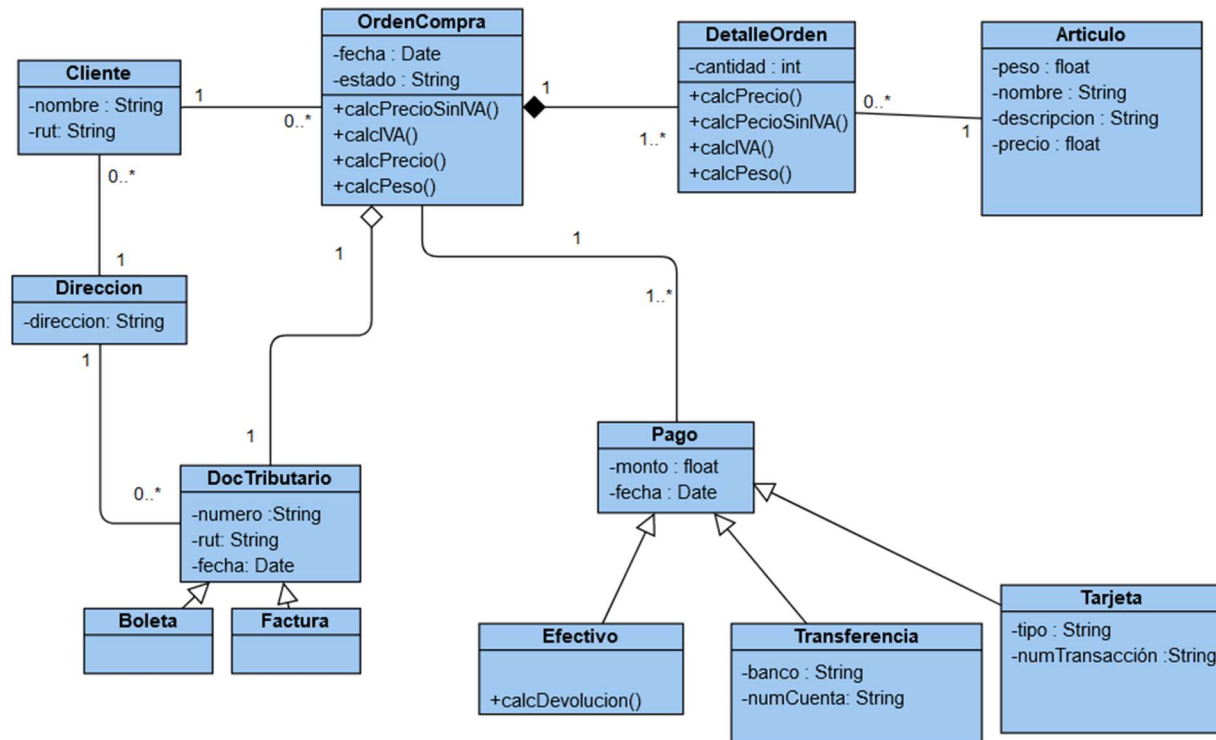 OrdenCompra
-fecha : Date
-estado : String
+calcPrecioSinIVA()
+calcIVA()
+calcPrecio()
+calcPeso()
DetalleOrden
-cantidad : int
+calcPrecio()
+calcPecioSinIVA()
+calcIVA()
+calcPeso()
Articulo
-peso : float
-nombre : String
-descripcion : String
-precio : float
Cliente
-nombre : String
-rut: String
1
0..*
1
1..*
0..*
1
0..*
1
Direccion
-direccion: String
1
0..*
1
1
1
1..*
DocTributario
-numero :String
-rut: String
-fecha: Date
Pago
-monto : float
-fecha : Date
Boleta
Factura
Efectivo
+calcDevolucion()
Transferencia
-banco : String
-numCuenta: String
Tarjeta
-tipo : String
-numTransacción :String